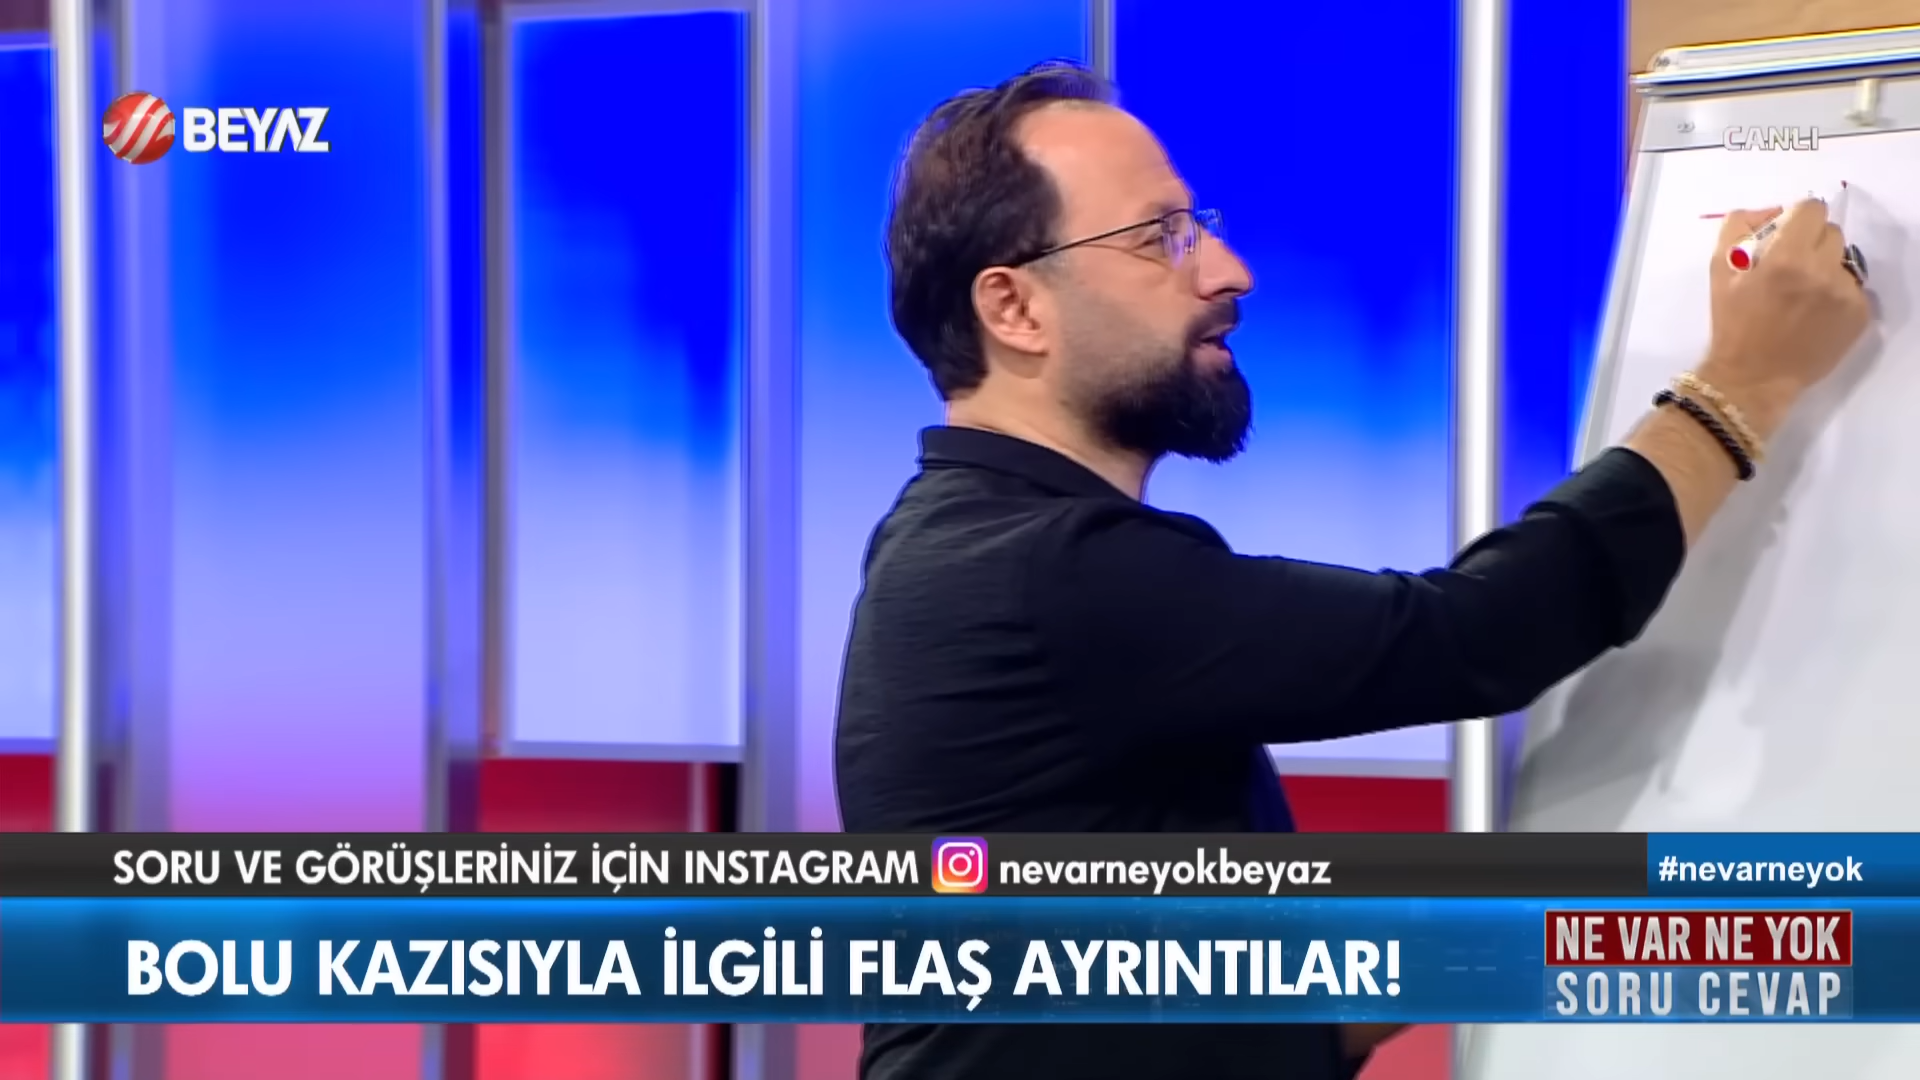 BEYAZ
CANLI
SORU VE GÖRÜŞLERİNİZ İÇİN INSTAGRAM nevarneyokbeyaz
#nevarneyok
BOLU KAZISIYLA İLGİLİ FLAŞ AYRINTILAR!
NE VAR NE YOK
SORU CEVAP